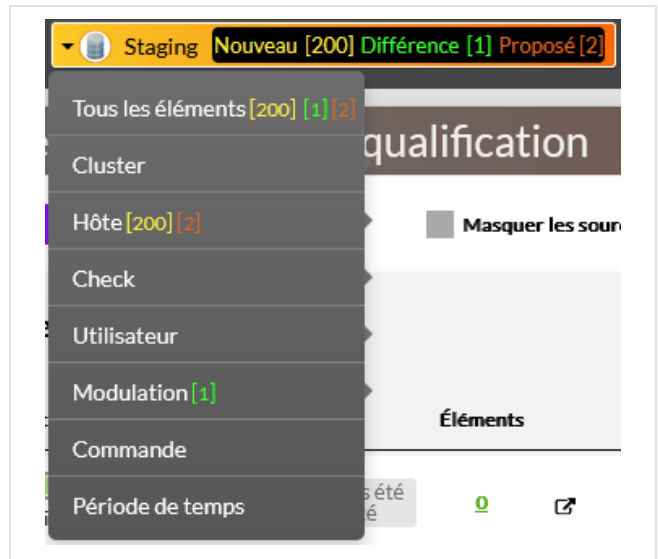 Staging Nouveau [200] Différence [1] Proposé [2]
Tous les éléments [200] [1] [2]
qualification
Cluster
Hôte [200] [2]
Masquer les sour
Check
Utilisateur
Modulation [1]
Éléments
Commande
s été
Période de temps
0